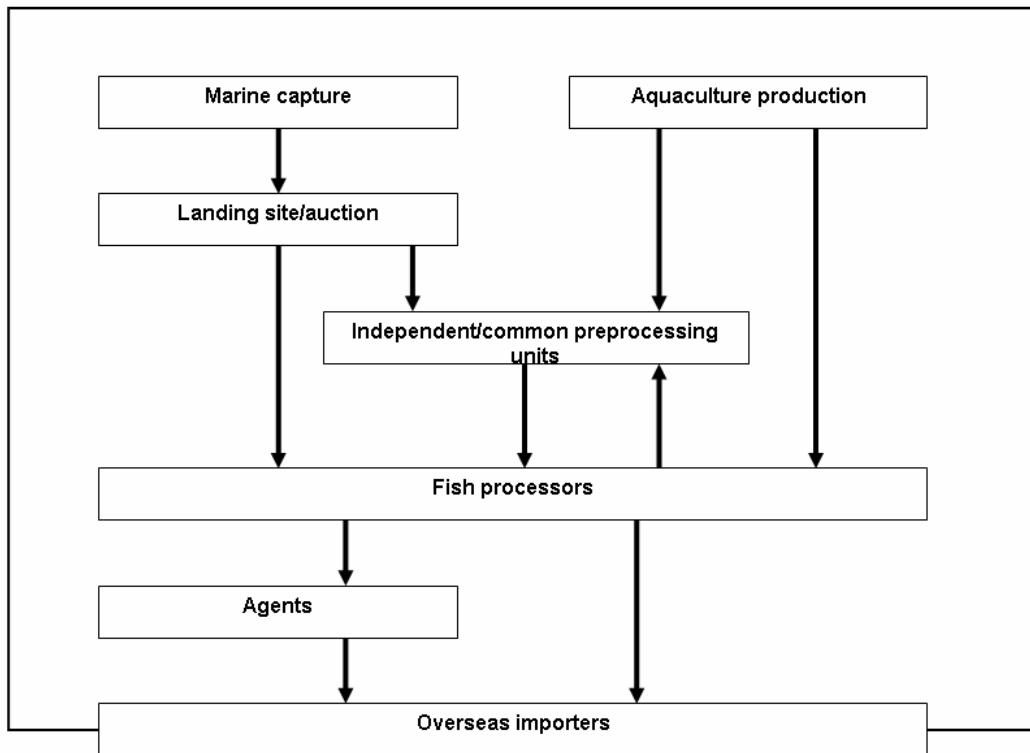 Marine capture
Aquaculture production
Landing site/auction
Independent/common preprocessing
units
Fish processors
Agents
Overseas importers